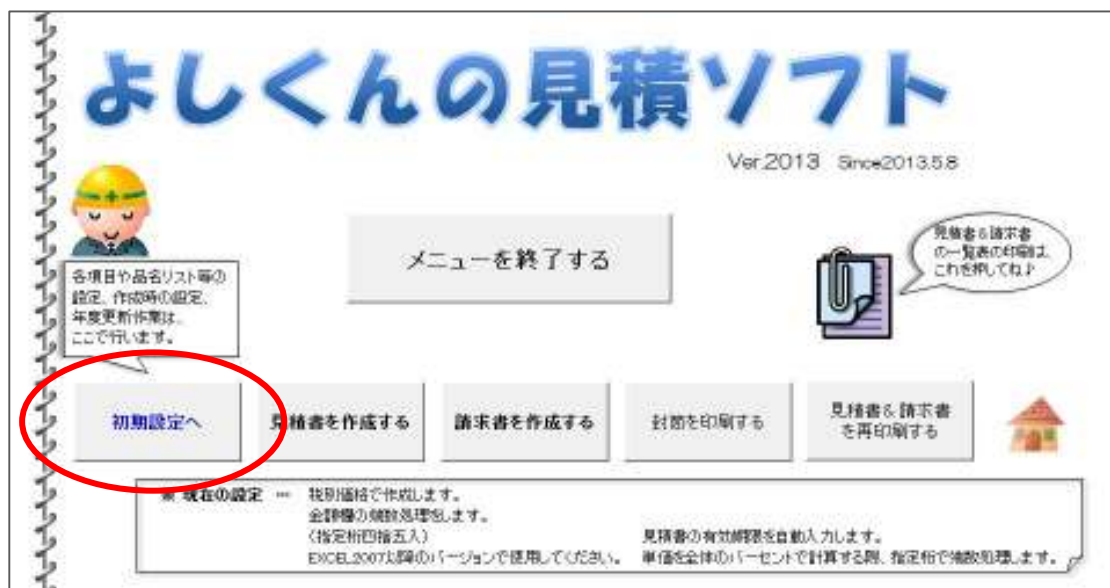 よしくんの見積ソフト
Ver.2013 Since2013.5.8
メニューを終了する
見積書&請求書
の一覧表の印刷は、
これを押してね♪
各項目や品名リスト等の
設定、作成時の設定、
年度更新作業は、
ここで行います。
初期設定へ
見積書を作成する
請求書を作成する
封筒を印刷する
見積書&請求書
を再印刷する
※ 現在の設定 … 税別価格で作成します。
金額欄の端数処理をします。
(指定桁四捨五入) 見積書の有効期限を自動入力します。
EXCEL2007以降のバージョンで使用してください。 単価を全体のパーセントで計算する際、指定桁で端数処理します。